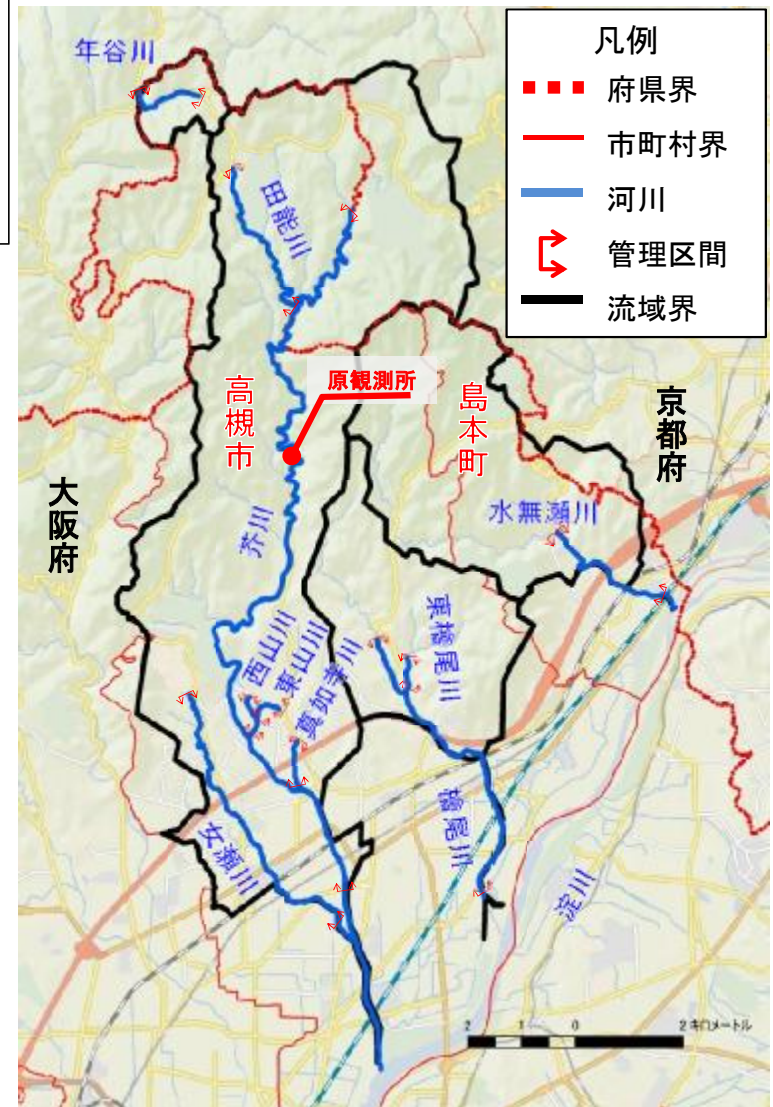 凡例
府県界
市町村界
河川
管理区間
流域界
年谷川
田能川
高槻市
原観測所
島本町
京都府
大阪府
水無瀬川
芥川
西山川
東山川
真如寺川
東檜尾川
女瀬川
檜尾川
淀川
2 1 0 2 キロメートル